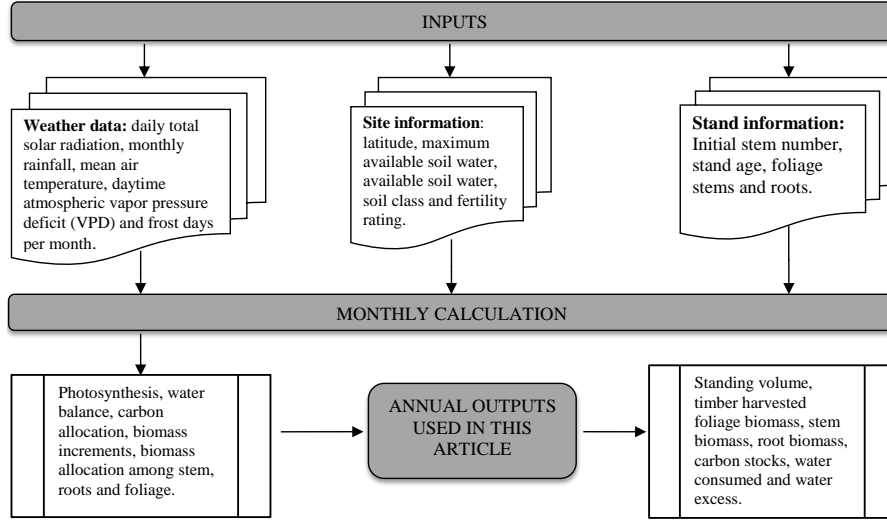 INPUTS
Weather data: daily total
solar radiation, monthly
rainfall, mean air
temperature, daytime
atmospheric vapor pressure
deficit (VPD) and frost days
per month.
Site information:
latitude, maximum
available soil water,
available soil water,
soil class and fertility
rating.
Stand information:
Initial stem number,
stand age, foliage
stems and roots.
MONTHLY CALCULATION
Photosynthesis, water
balance, carbon
allocation, biomass
increments, biomass
allocation among stem,
roots and foliage.
ANNUAL OUTPUTS
USED IN THIS
ARTICLE
Standing volume,
timber harvested
foliage biomass, stem
biomass, root biomass,
carbon stocks, water
consumed and water
excess.